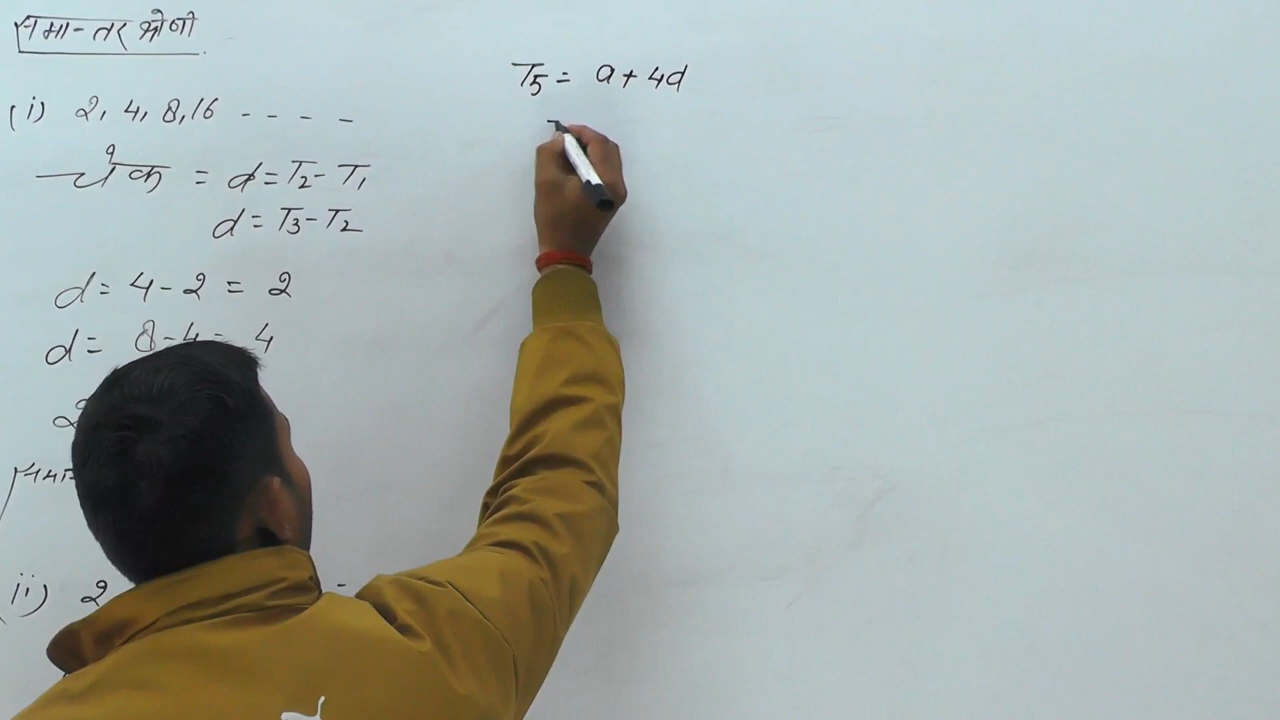 समान्तर श्रेणी
(i) 2, 4, 8, 16 - - - -
= d = T₂ - T₁
d = T₃ - T₂
d = 4 - 2 = 2
d = 8 - 4 = 4
2
(ii) 2 -
T₅ = a + 4d